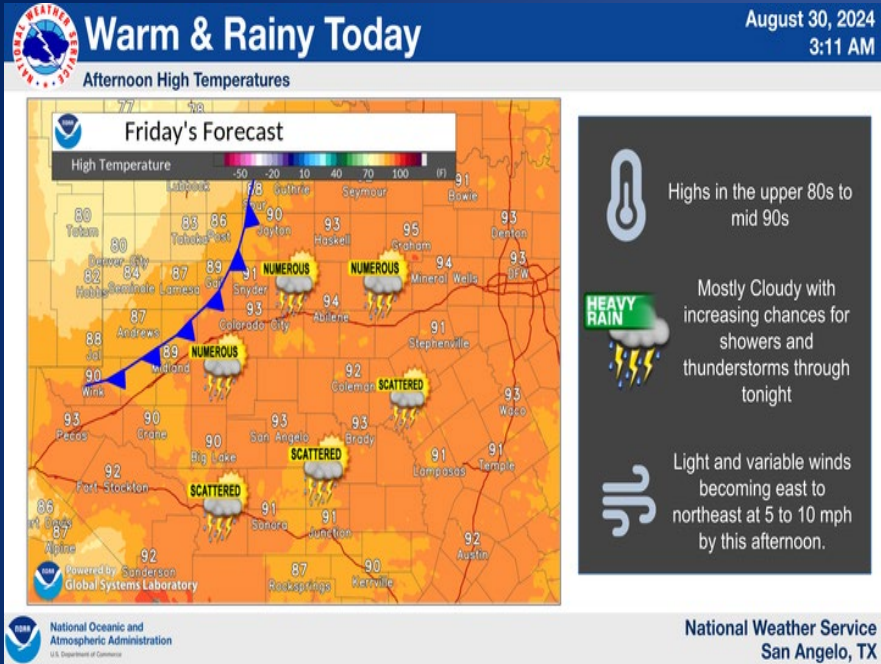 Warm & Rainy Today
August 30, 2024
3:11 AM
NATIONAL WEATHER SERVICE
Afternoon High Temperatures
Friday's Forecast
High Temperature
-50 -20 10 40 70 100 (F)
77 78
Lubbock
88 Guthrie
Seymour
91
Bowie
80
Tatum
83 86
Tahoka Post
90
Jayton
93
Haskell
95
Graham
93
Denton
80
Denver City
82 84 87 89 91
Hobbs Seminole Lamesa Gail Snyder
NUMEROUS
NUMEROUS
94
Mineral Wells
93
DFW
87
Andrews
93
Colorado City
94
Abilene
91
Stephenville
88
Jal
89
Midland
NUMEROUS
90
Wink
92
Coleman
SCATTERED
93
Waco
93
Pecos
90
Crane
90
Big Lake
93
San Angelo
93
Brady
SCATTERED
91
Lampasas
91
Temple
92
Fort Stockton
SCATTERED
91
Sonora
91
Junction
86
87
Alpine
92
Sanderson
87
Rocksprings
90
Kerrville
92
Austin
NOAA
Powered by
Global Systems Laboratory
Highs in the upper 80s to
mid 90s
HEAVY
RAIN
Mostly Cloudy with
increasing chances for
showers and
thunderstorms through
tonight
Light and variable winds
becoming east to
northeast at 5 to 10 mph
by this afternoon.
NOAA
National Oceanic and
Atmospheric Administration
U.S. Department of Commerce
National Weather Service
San Angelo, TX